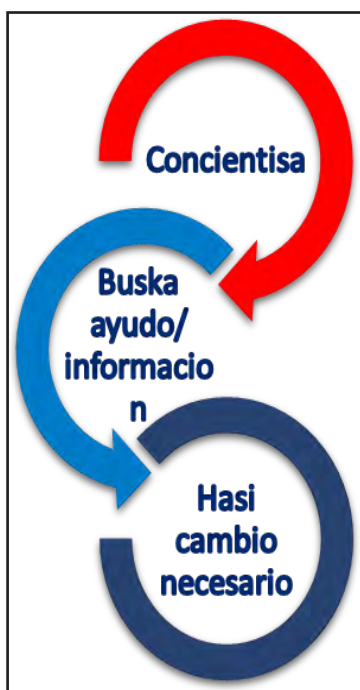 Concientisa
Buska
ayudo/
informacio
n
Hasi
cambio
necesario